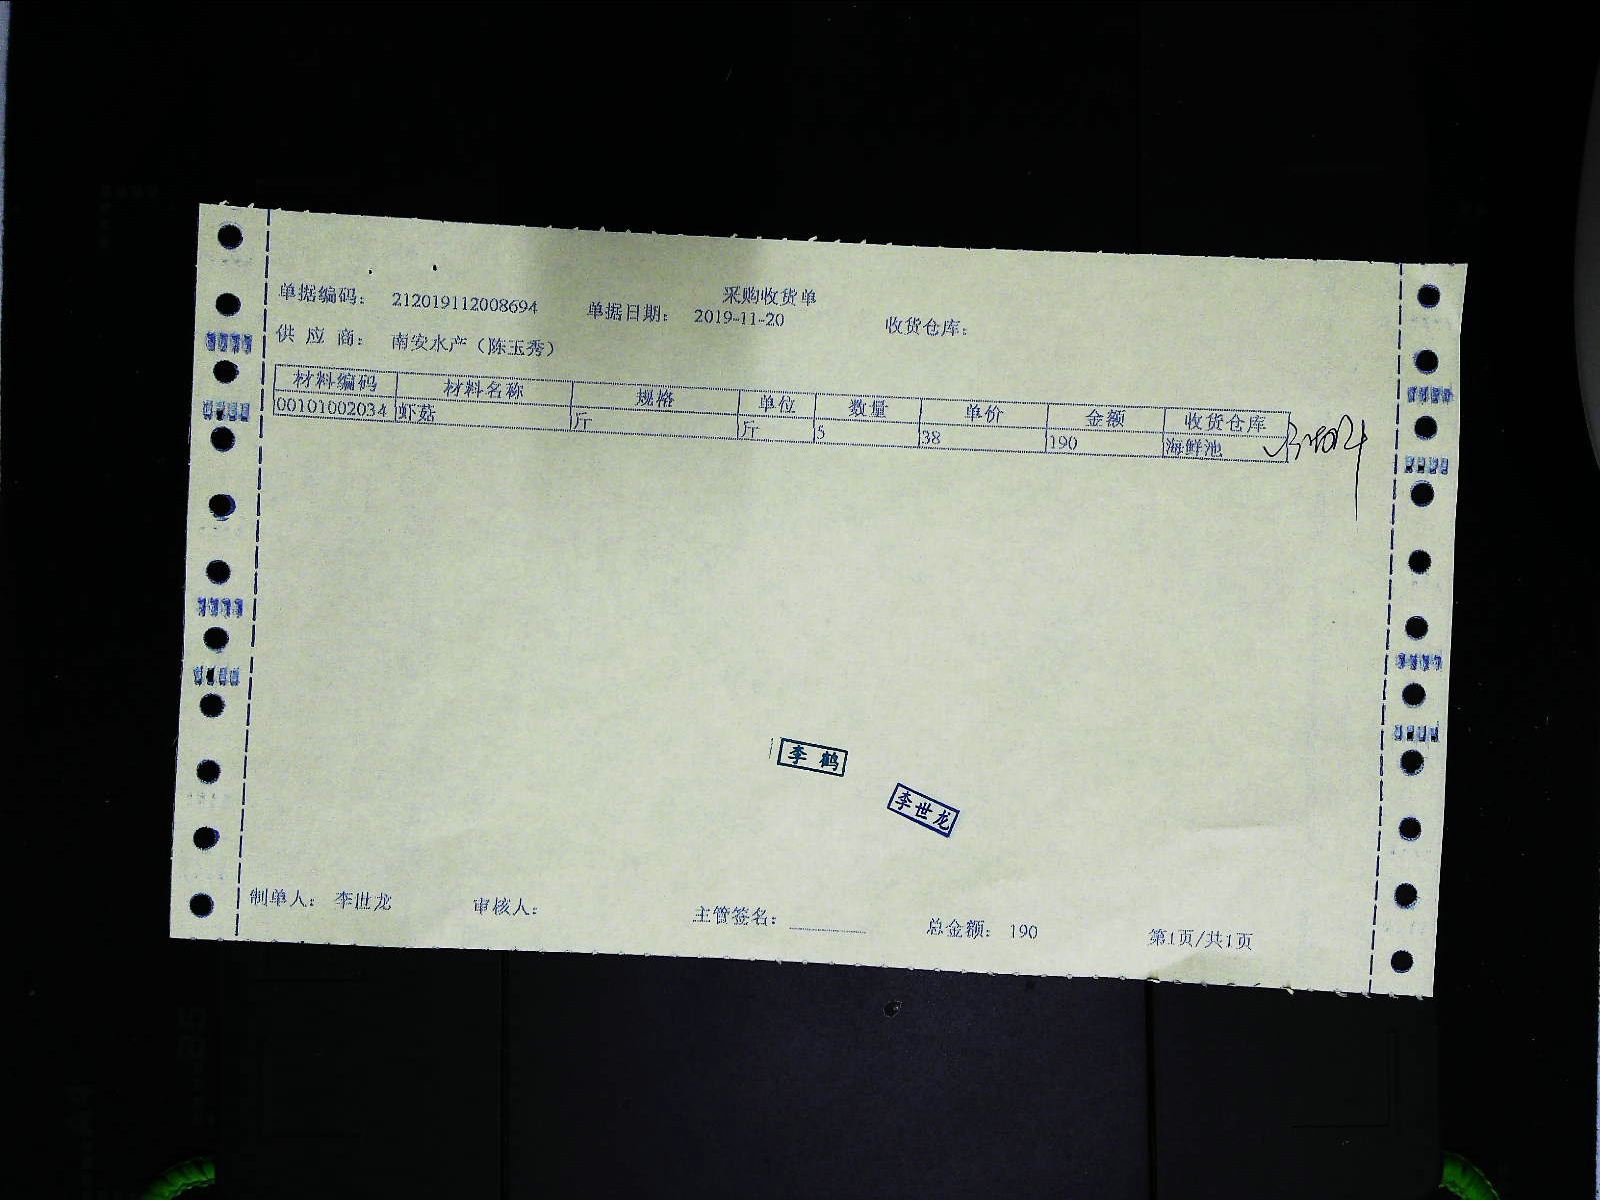 采购收货单
单据编码： 212019112008694 单据日期： 2019-11-20 收货仓库：
供 应 商： 南安水产（陈玉秀）
材料编码 材料名称 规格 单位 数量 单价 金额 收货仓库
00101002034 虾菇 斤 斤 5 38 190 海鲜池
李鹤
李世龙
制单人： 李世龙 审核人： 主管签名： 总金额： 190 第1页/共1页